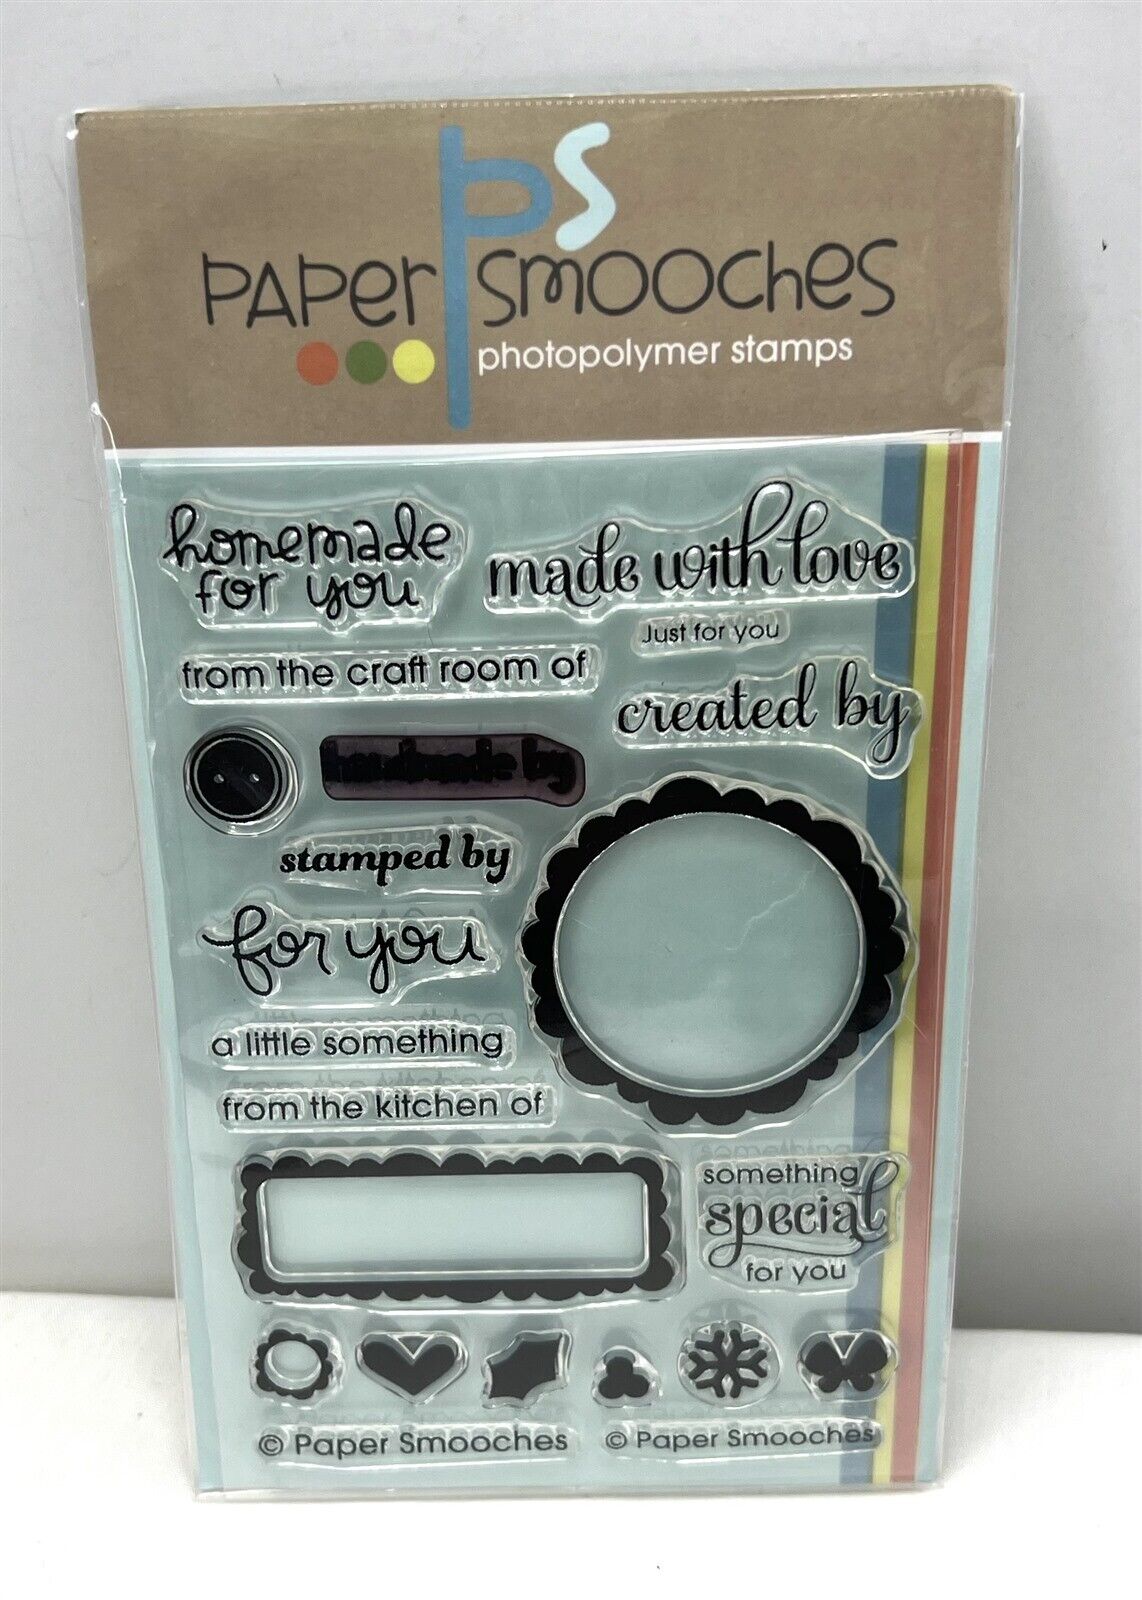 ps
PAPer smooches
photopolymer stamps
homemade
for you
made with love
Just for you
from the craft room of
created by
handmade by
stamped by
for you
a little something
from the kitchen of
something
special
for you
© Paper Smooches
© Paper Smooches